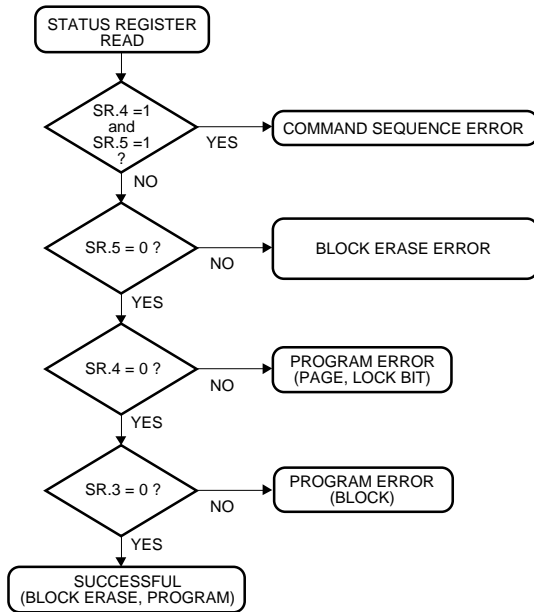 STATUS REGISTER
READ
SR.4 =1
and
SR.5 =1
?
YES
COMMAND SEQUENCE ERROR
NO
SR.5 = 0 ?
NO
BLOCK ERASE ERROR
YES
SR.4 = 0 ?
NO
PROGRAM ERROR
(PAGE, LOCK BIT)
YES
SR.3 = 0 ?
NO
PROGRAM ERROR
(BLOCK)
YES
SUCCESSFUL
(BLOCK ERASE, PROGRAM)